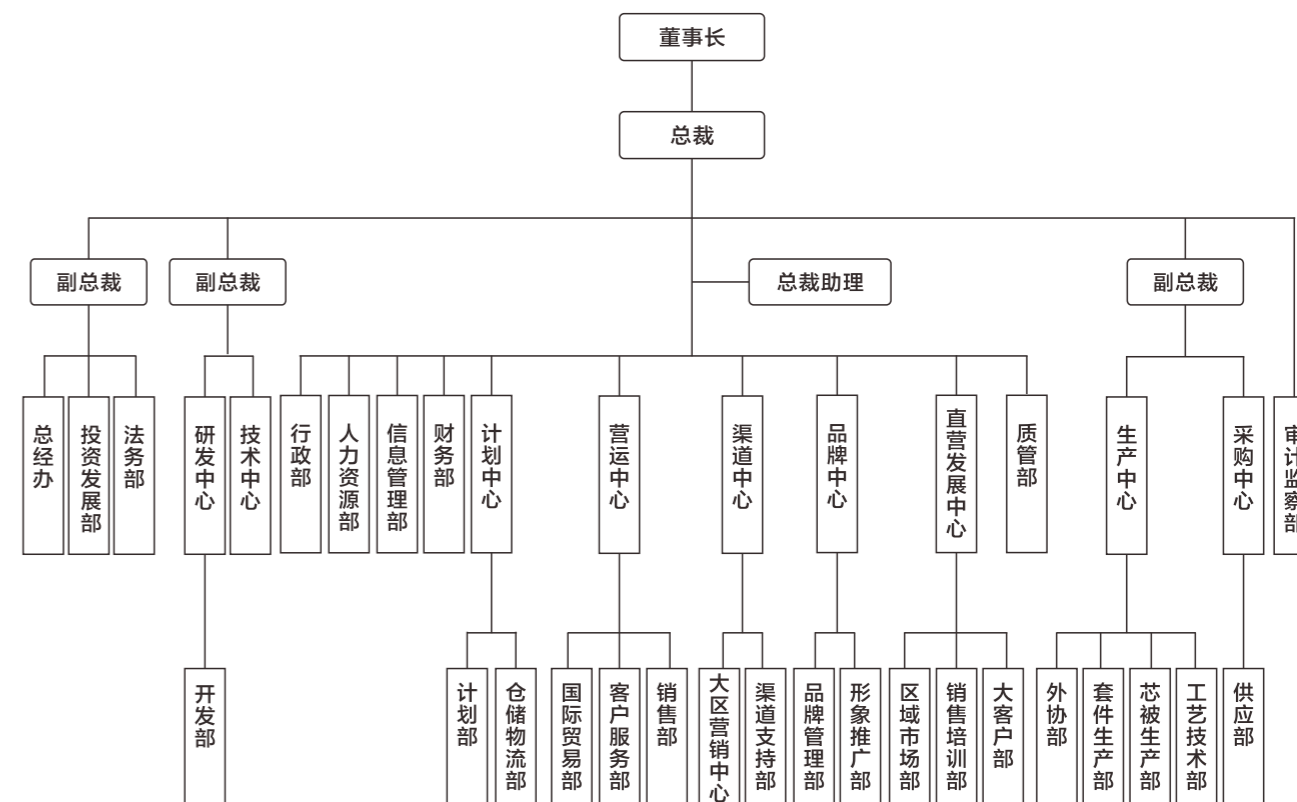 董事长
总裁
副总裁
副总裁
总裁助理
副总裁
总经办
投资发展部
法务部
研发中心
技术中心
行政部
人力资源部
信息管理部
财务部
计划中心
营运中心
渠道中心
品牌中心
直营发展中心
质管部
生产中心
采购中心
审计监察部
开发部
计划部
仓储物流部
国际贸易部
客户服务部
销售部
大区营销中心
渠道支持部
品牌管理部
形象推广部
区域市场部
销售培训部
大客户部
外协部
套件生产部
芯被生产部
工艺技术部
供应部